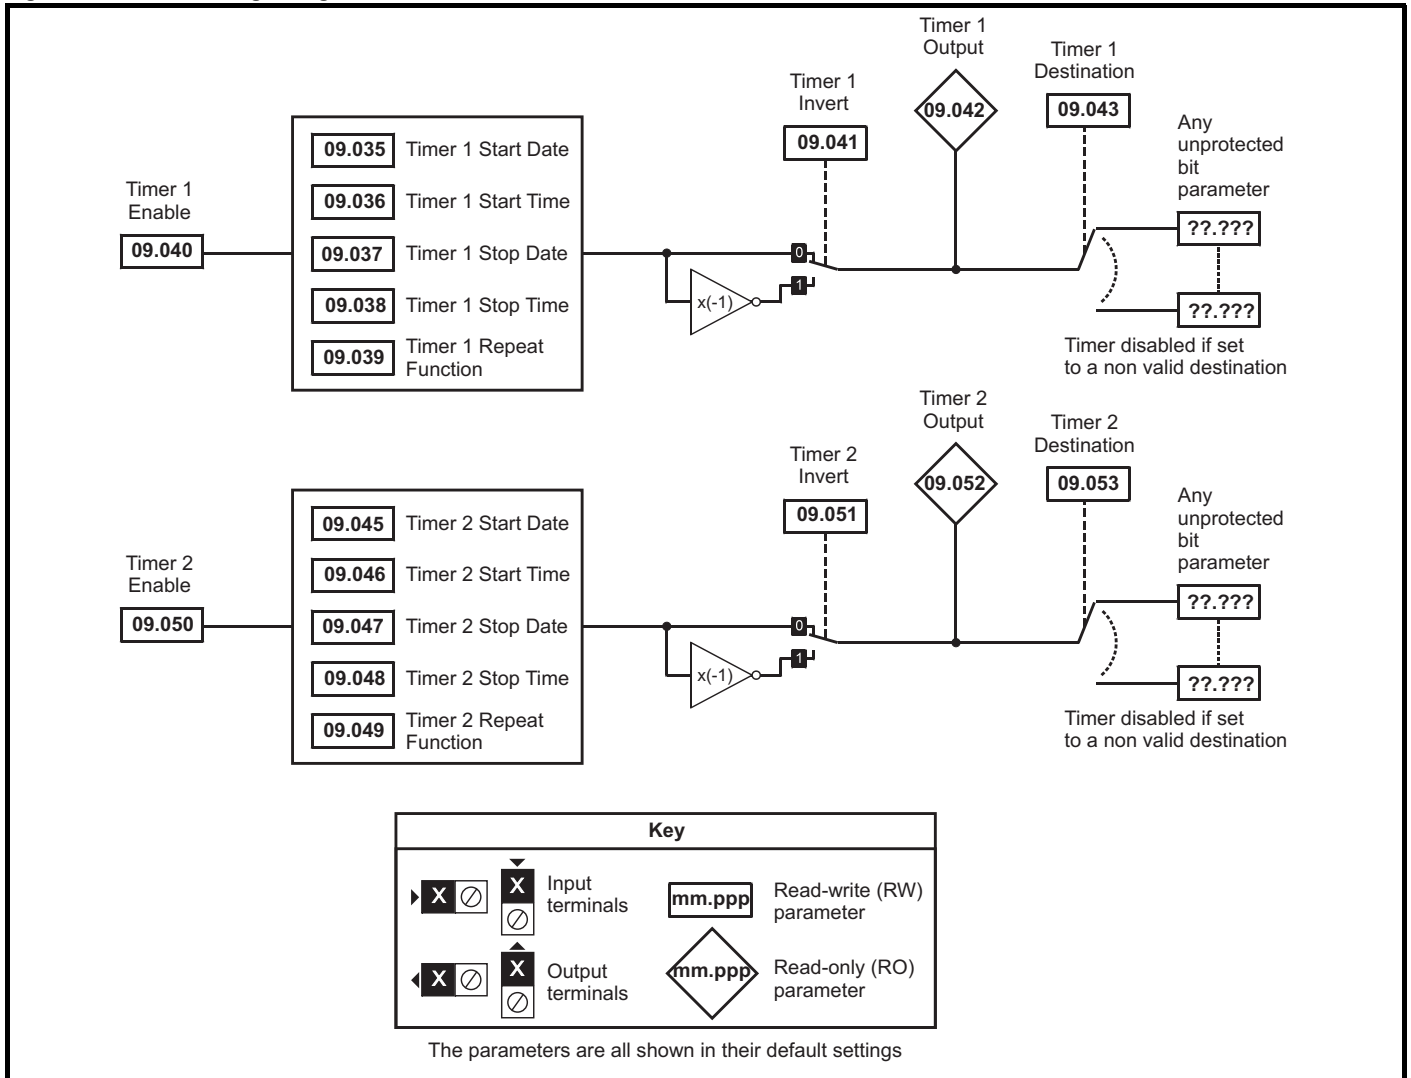 Timer 1
Output
Timer 1
Destination
Timer 1
Invert
09.042
09.043
09.041
Any
unprotected
bit
parameter
09.035 Timer 1 Start Date
Timer 1
Enable
09.036 Timer 1 Start Time
??.???
09.040
09.037 Timer 1 Stop Date
0
1
x(-1)
09.038 Timer 1 Stop Time
??.???
09.039 Timer 1 Repeat
Function
Timer disabled if set
to a non valid destination
Timer 2
Output
Timer 2
Destination
Timer 2
Invert
09.052
09.053
09.051
Any
unprotected
bit
parameter
09.045 Timer 2 Start Date
Timer 2
Enable
09.046 Timer 2 Start Time
??.???
09.050
09.047 Timer 2 Stop Date
0
1
x(-1)
09.048 Timer 2 Stop Time
??.???
09.049 Timer 2 Repeat
Function
Timer disabled if set
to a non valid destination
Key
X
X
Input
terminals
mm.ppp
Read-write (RW)
parameter
X
X
Output
terminals
mm.ppp
Read-only (RO)
parameter
The parameters are all shown in their default settings